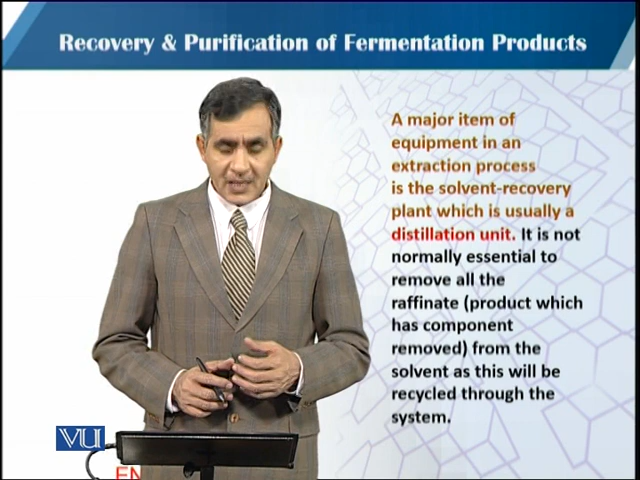 Recovery & Purification of Fermentation Products
A major item of
equipment in an
extraction process
is the solvent-recovery
plant which is usually a
distillation unit. It is not
normally essential to
remove all the
raffinate (product which
has component
removed) from the
solvent as this will be
recycled through the
system.
VU
EN